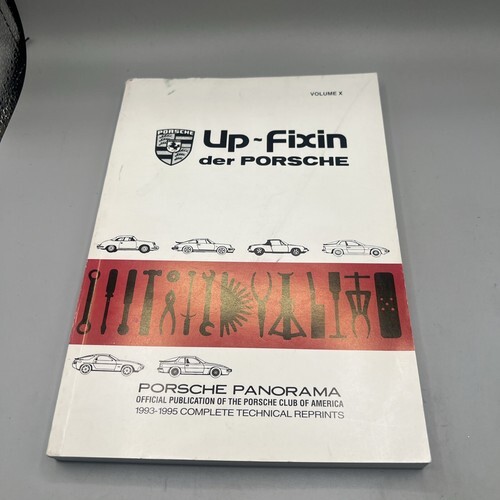 VOLUME X
PORSCHE
Up~Fixin
der PORSCHE
PORSCHE PANORAMA
OFFICIAL PUBLICATION OF THE PORSCHE CLUB OF AMERICA
1993-1995 COMPLETE TECHNICAL REPRINTS